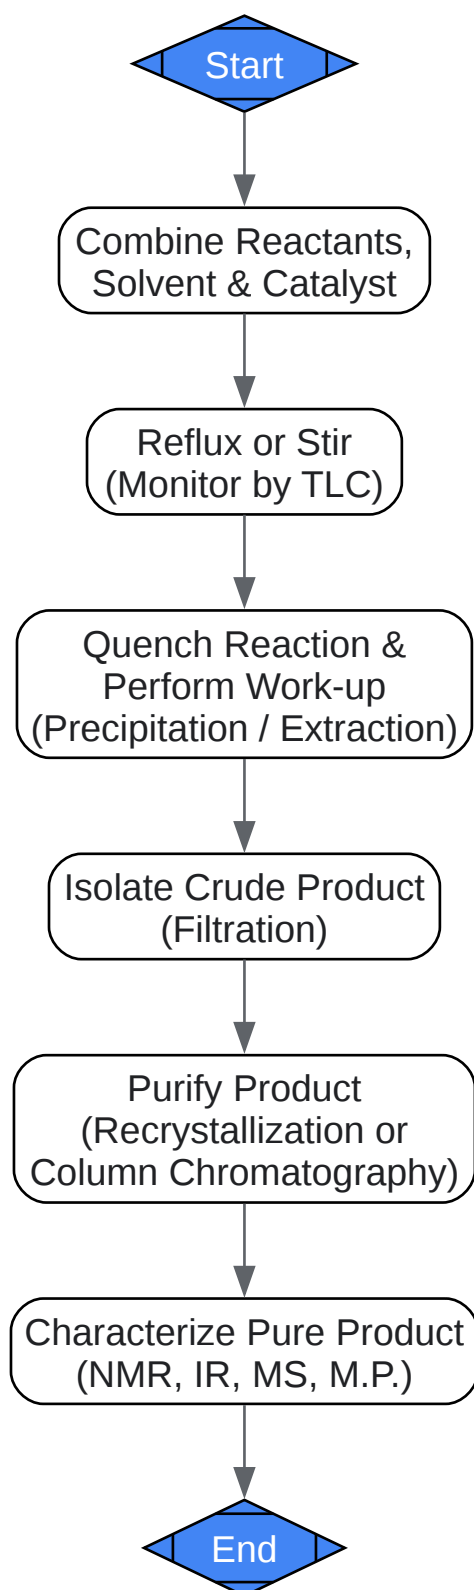 Start
Combine Reactants,
Solvent & Catalyst
Reflux or Stir
(Monitor by TLC)
Quench Reaction &
Perform Work-up
(Precipitation / Extraction)
Isolate Crude Product
(Filtration)
Purify Product
(Recrystallization or
Column Chromatography)
Characterize Pure Product
(NMR, IR, MS, M.P.)
End